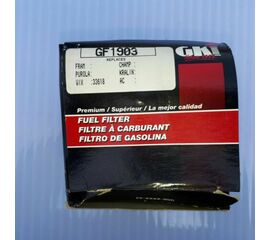 GF1903
REPLACES
FRAM CHAMP
PUROLA: KRALIN:
WIX :33618 AC :
GKI
Premium / Supérieur / La mejor calidad
FUEL FILTER
FILTRE À CARBURANT
FILTRO DE GASOLINA